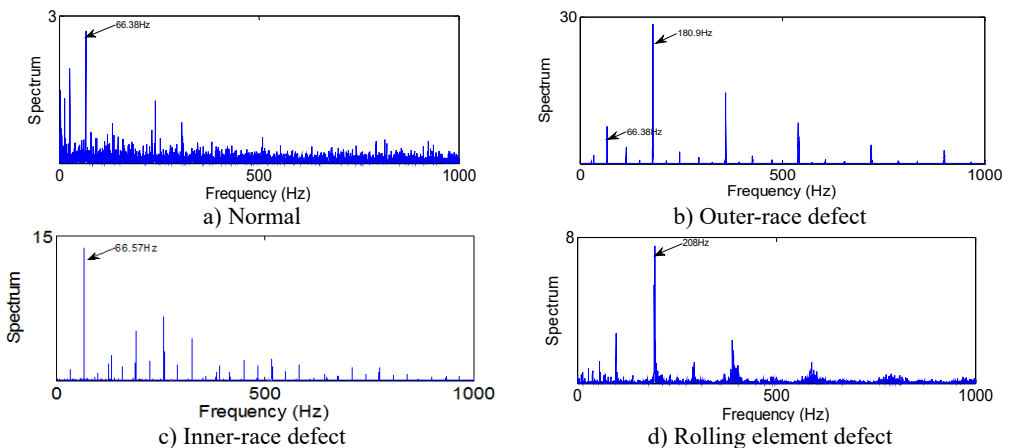 3
66.38Hz
Spectrum
0
500
1000
Frequency (Hz)
a) Normal
30
180.9Hz
66.38Hz
Spectrum
0
500
1000
Frequency (Hz)
b) Outer-race defect
15
66.57Hz
Spectrum
0
500
1000
Frequency (Hz)
c) Inner-race defect
8
208Hz
Spectrum
0
500
1000
Frequency (Hz)
d) Rolling element defect